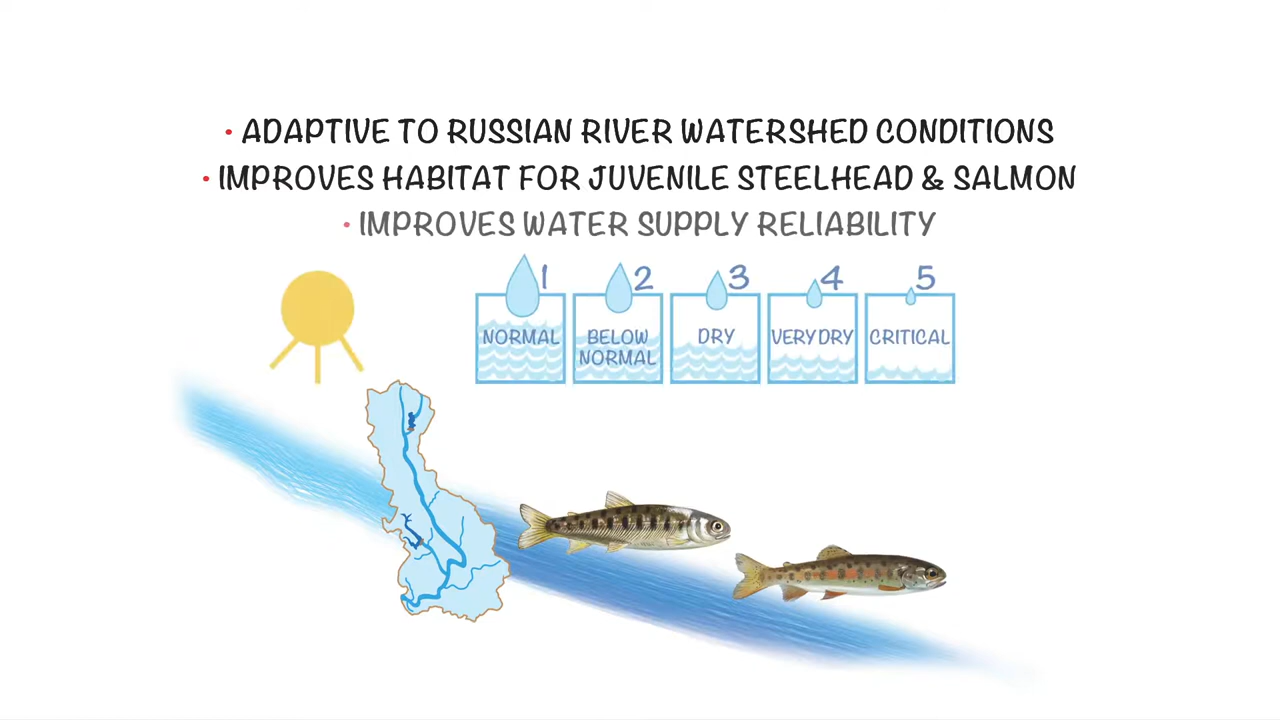 • ADAPTIVE TO RUSSIAN RIVER WATERSHED CONDITIONS
• IMPROVES HABITAT FOR JUVENILE STEELHEAD & SALMON
• IMPROVES WATER SUPPLY RELIABILITY
1 2 3 4 5
NORMAL
BELOW
NORMAL
DRY
VERY DRY
CRITICAL